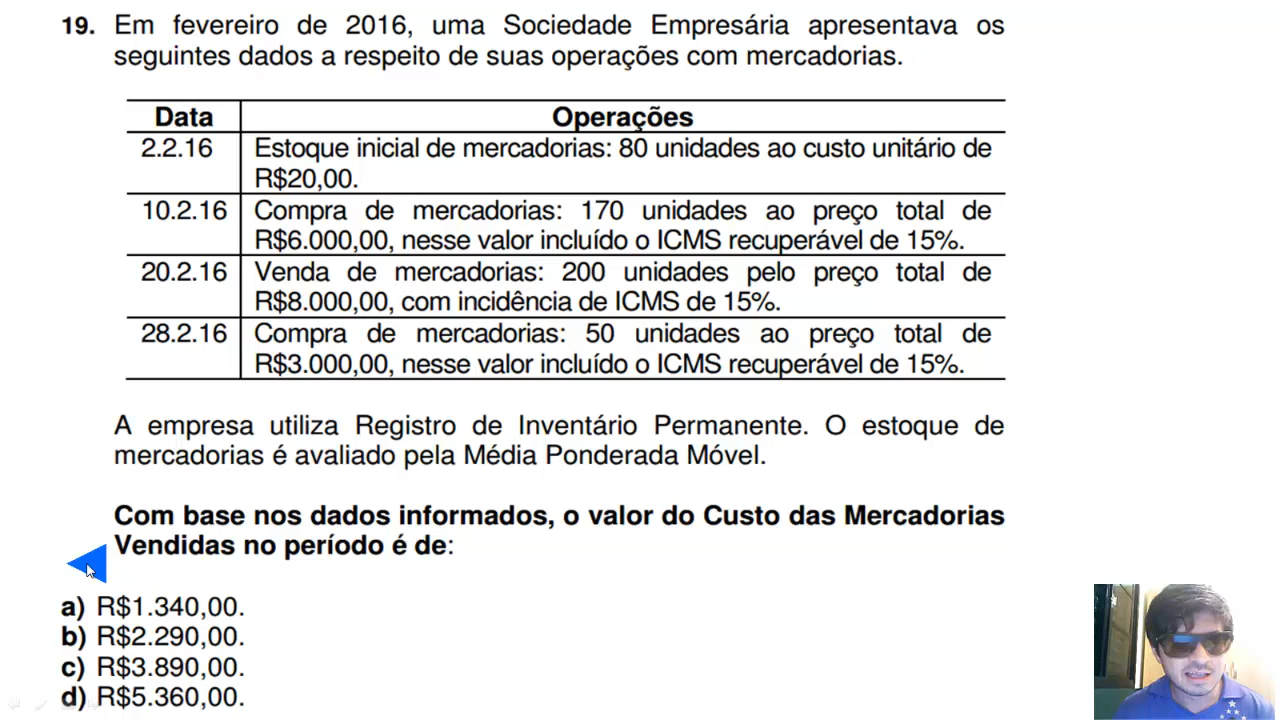 19. Em fevereiro de 2016, uma Sociedade Empresária apresentava os
seguintes dados a respeito de suas operações com mercadorias.
Data Operações
2.2.16 Estoque inicial de mercadorias: 80 unidades ao custo unitário de
R$20,00.
10.2.16 Compra de mercadorias: 170 unidades ao preço total de
R$6.000,00, nesse valor incluído o ICMS recuperável de 15%.
20.2.16 Venda de mercadorias: 200 unidades pelo preço total de
R$8.000,00, com incidência de ICMS de 15%.
28.2.16 Compra de mercadorias: 50 unidades ao preço total de
R$3.000,00, nesse valor incluído o ICMS recuperável de 15%.
A empresa utiliza Registro de Inventário Permanente. O estoque de
mercadorias é avaliado pela Média Ponderada Móvel.
Com base nos dados informados, o valor do Custo das Mercadorias
Vendidas no período é de:
a) R$1.340,00.
b) R$2.290,00.
c) R$3.890,00.
d) R$5.360,00.